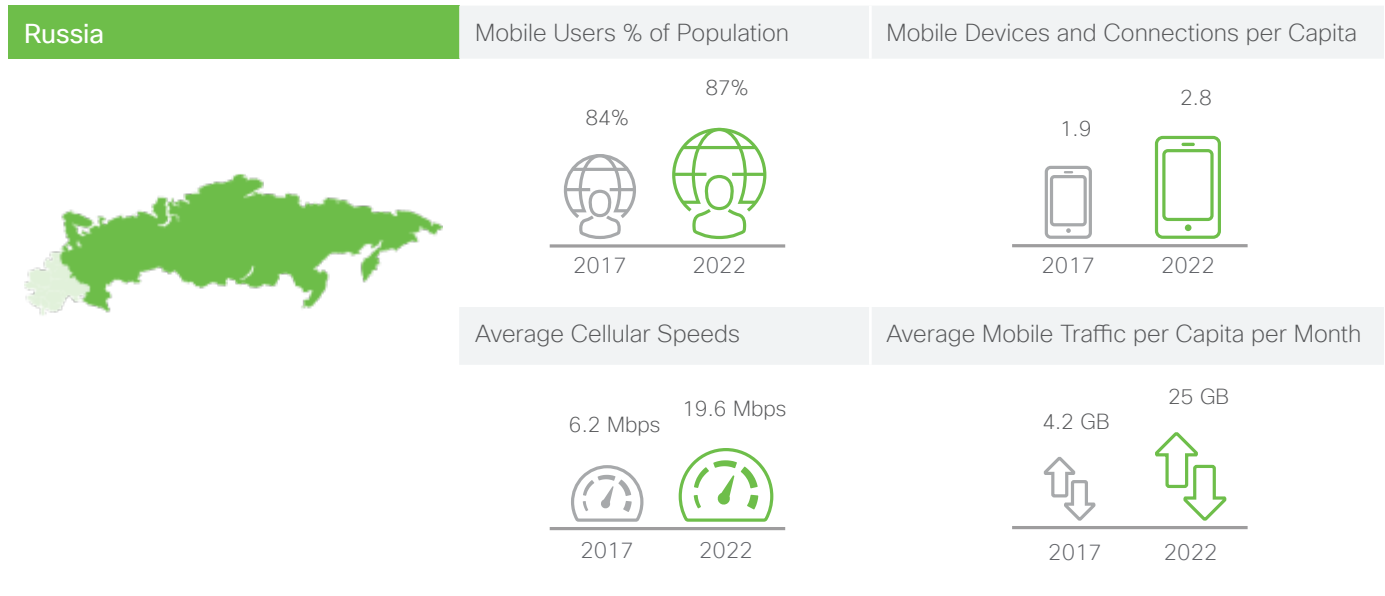 Russia
Mobile Users % of Population
Mobile Devices and Connections per Capita
84%
87%
2017
2022
1.9
2.8
2017
2022
Average Cellular Speeds
Average Mobile Traffic per Capita per Month
6.2 Mbps
19.6 Mbps
2017
2022
4.2 GB
25 GB
2017
2022